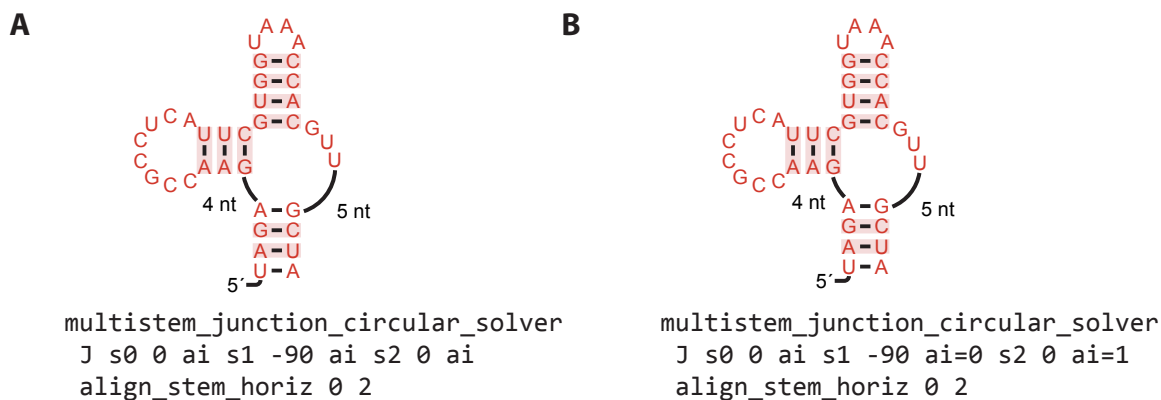 A
A A
U A
G C
G C
U A
G C
U C A U U C
C
C
G C C A A G
G U U
4 nt
5 nt
A G
G C
A U
U A
5´
multistem_junction_circular_solver
J s0 0 ai s1 -90 ai s2 0 ai
align_stem_horiz 0 2
B
A A
U A
G C
G C
U A
G C
U C A U U C
C
C
G C C A A G
G U U
4 nt
5 nt
A G
G C
A U
U A
5´
multistem_junction_circular_solver
J s0 0 ai s1 -90 ai=0 s2 0 ai=1
align_stem_horiz 0 2